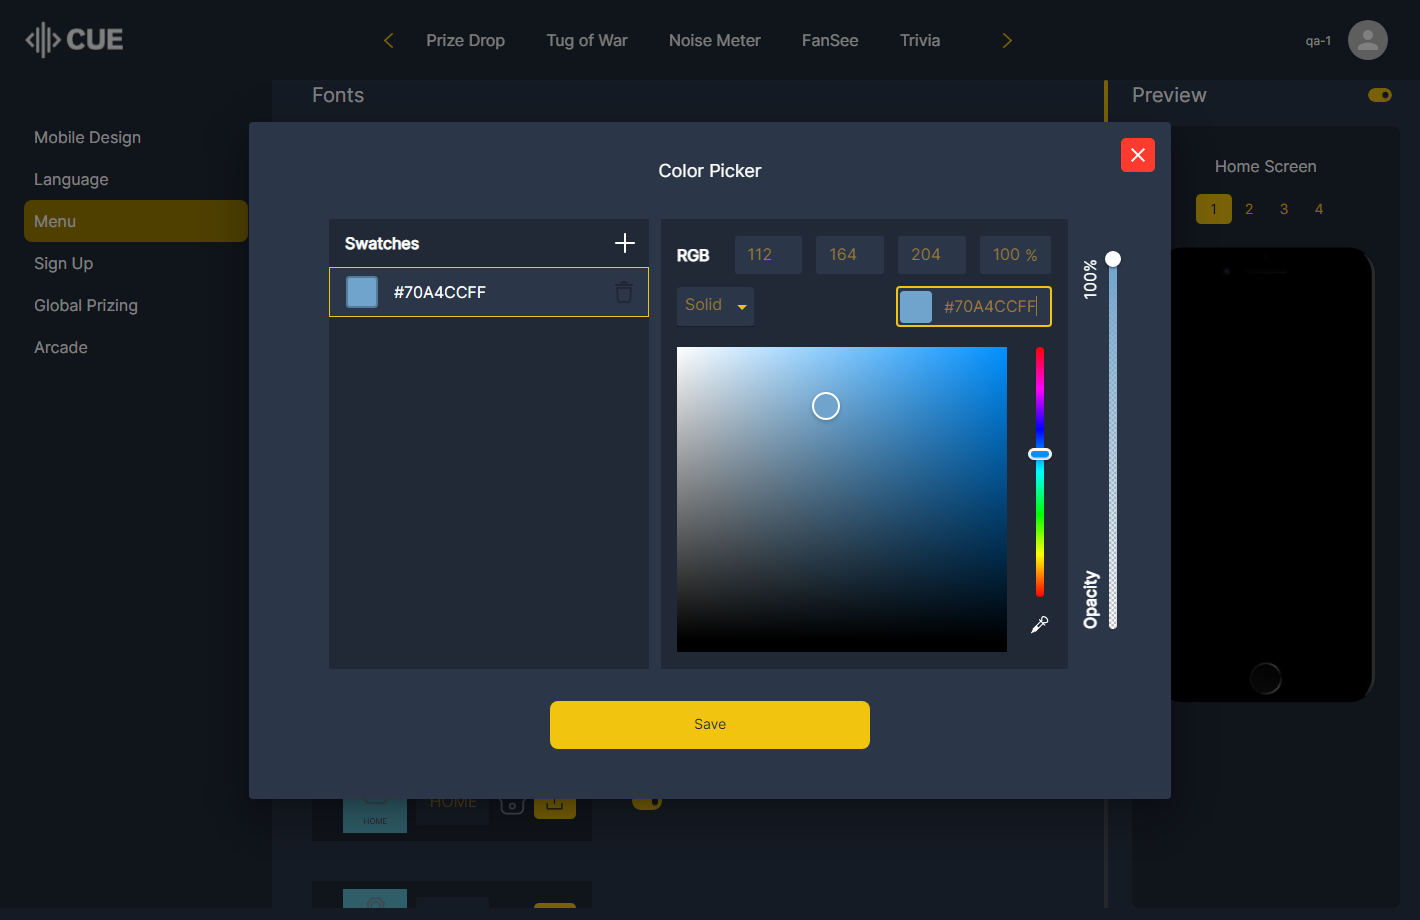 CUE
Prize Drop
Tug of War
Noise Meter
FanSee
Trivia
qa-1
Mobile Design
Language
Menu
Sign Up
Global Prizing
Arcade
Fonts
Preview
Home Screen
1 2 3 4
Color Picker
Swatches
#70A4CCFF
RGB 112 164 204 100 %
Solid
#70A4CCFF
100%
Opacity
Save
HOME
HOME